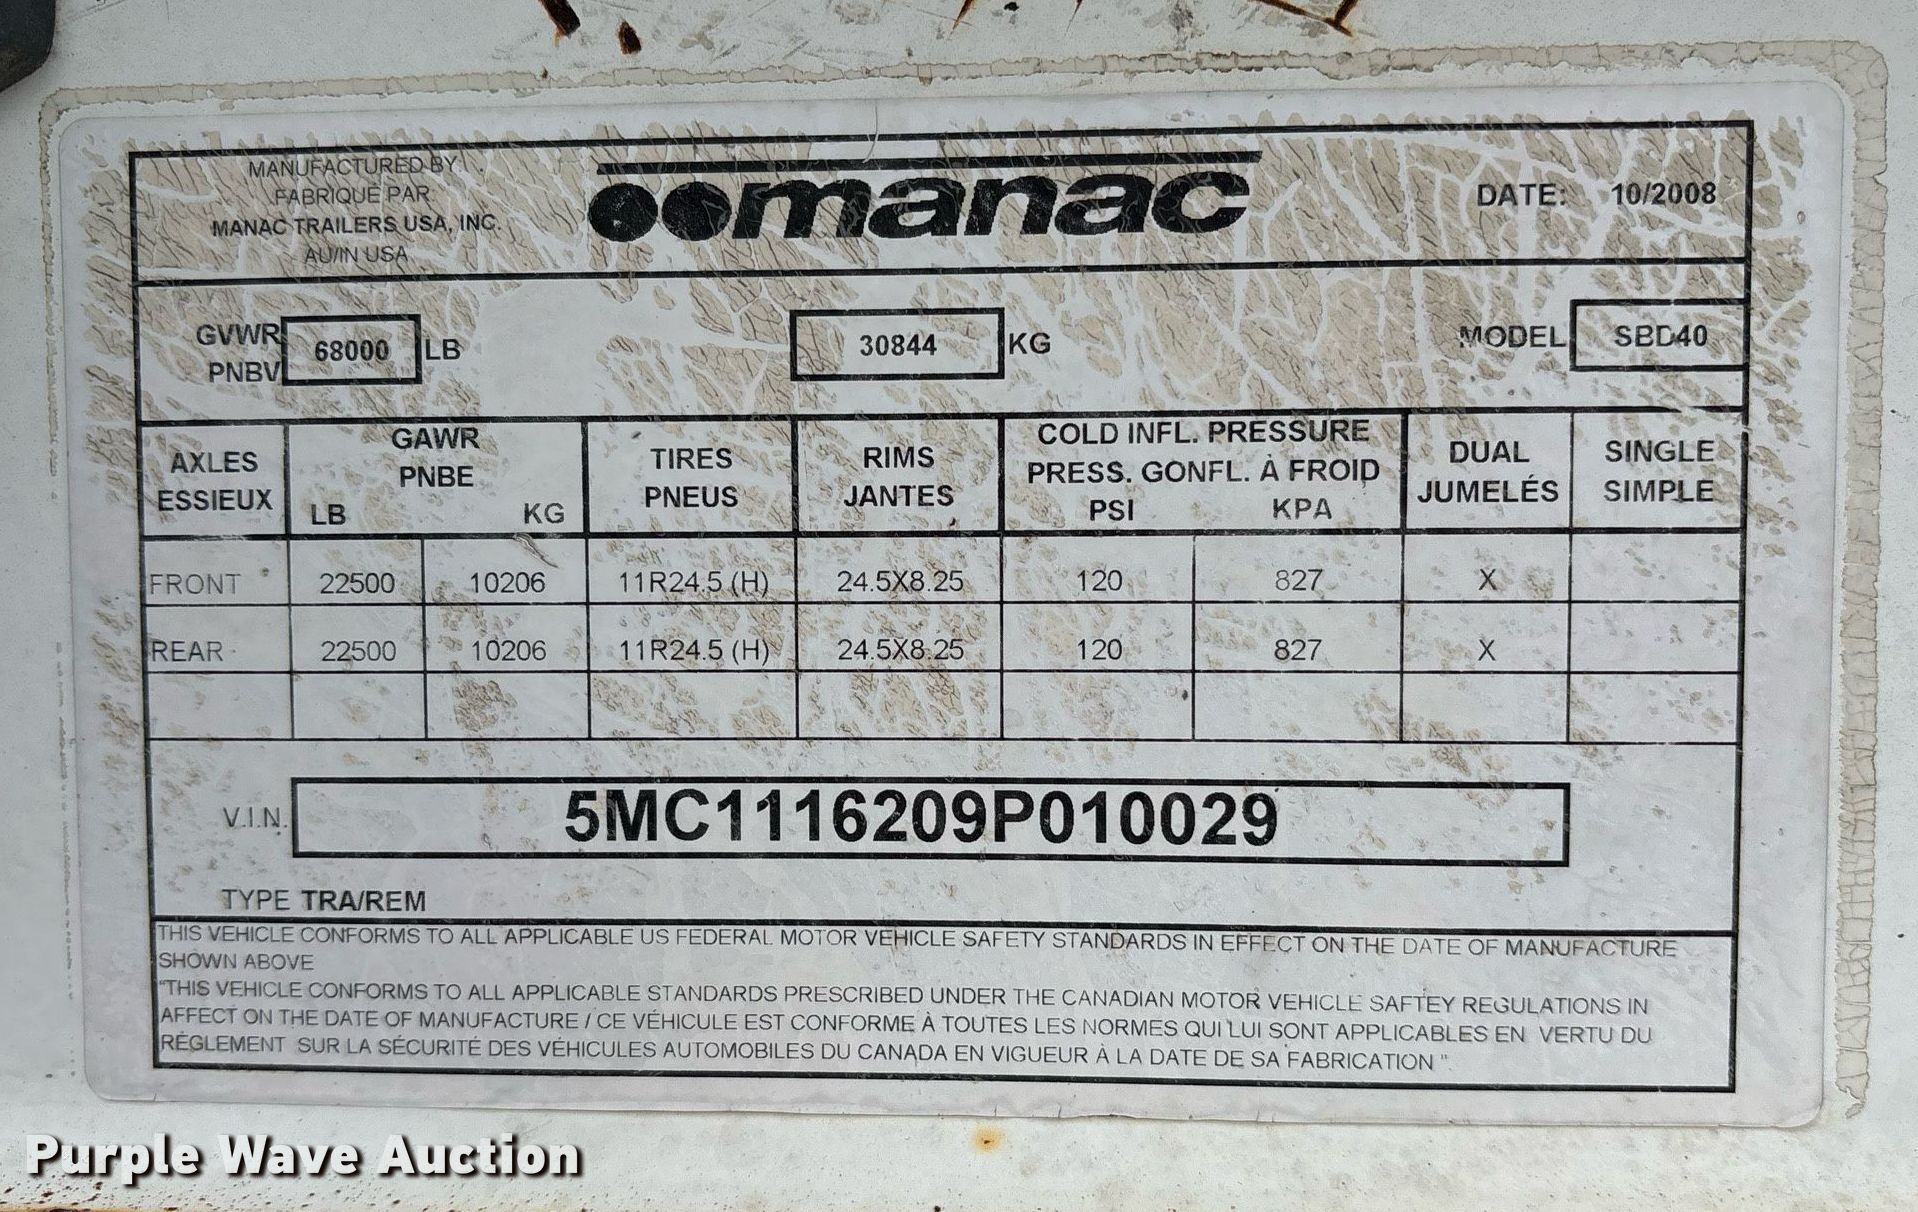 MANUFACTURED BY
FABRIQUÉ PAR
MANAC TRAILERS USA, INC.
AU/IN USA
manac
DATE: 10/2008
GVWR
PNBV
68000 LB
30844 KG
MODEL SBD40
AXLES
ESSIEUX
GAWR
PNBE
LB KG
TIRES
PNEUS
RIMS
JANTES
COLD INFL. PRESSURE
PRESS. GONFL. À FROID
PSI KPA
DUAL
JUMELÉS
SINGLE
SIMPLE
FRONT 22500 10206 11R24.5 (H) 24.5X8.25 120 827 X
REAR 22500 10206 11R24.5 (H) 24.5X8.25 120 827 X
V.I.N. 5MC1116209P010029
TYPE TRA/REM
THIS VEHICLE CONFORMS TO ALL APPLICABLE US FEDERAL MOTOR VEHICLE SAFETY STANDARDS IN EFFECT ON THE DATE OF MANUFACTURE
SHOWN ABOVE
"THIS VEHICLE CONFORMS TO ALL APPLICABLE STANDARDS PRESCRIBED UNDER THE CANADIAN MOTOR VEHICLE SAFTEY REGULATIONS IN
AFFECT ON THE DATE OF MANUFACTURE / CE VÉHICULE EST CONFORME À TOUTES LES NORMES QUI LUI SONT APPLICABLES EN VERTU DU
RÉGLEMENT SUR LA SÉCURITÉ DES VÉHICULES AUTOMOBILES DU CANADA EN VIGUEUR À LA DATE DE SA FABRICATION ".
Purple Wave Auction